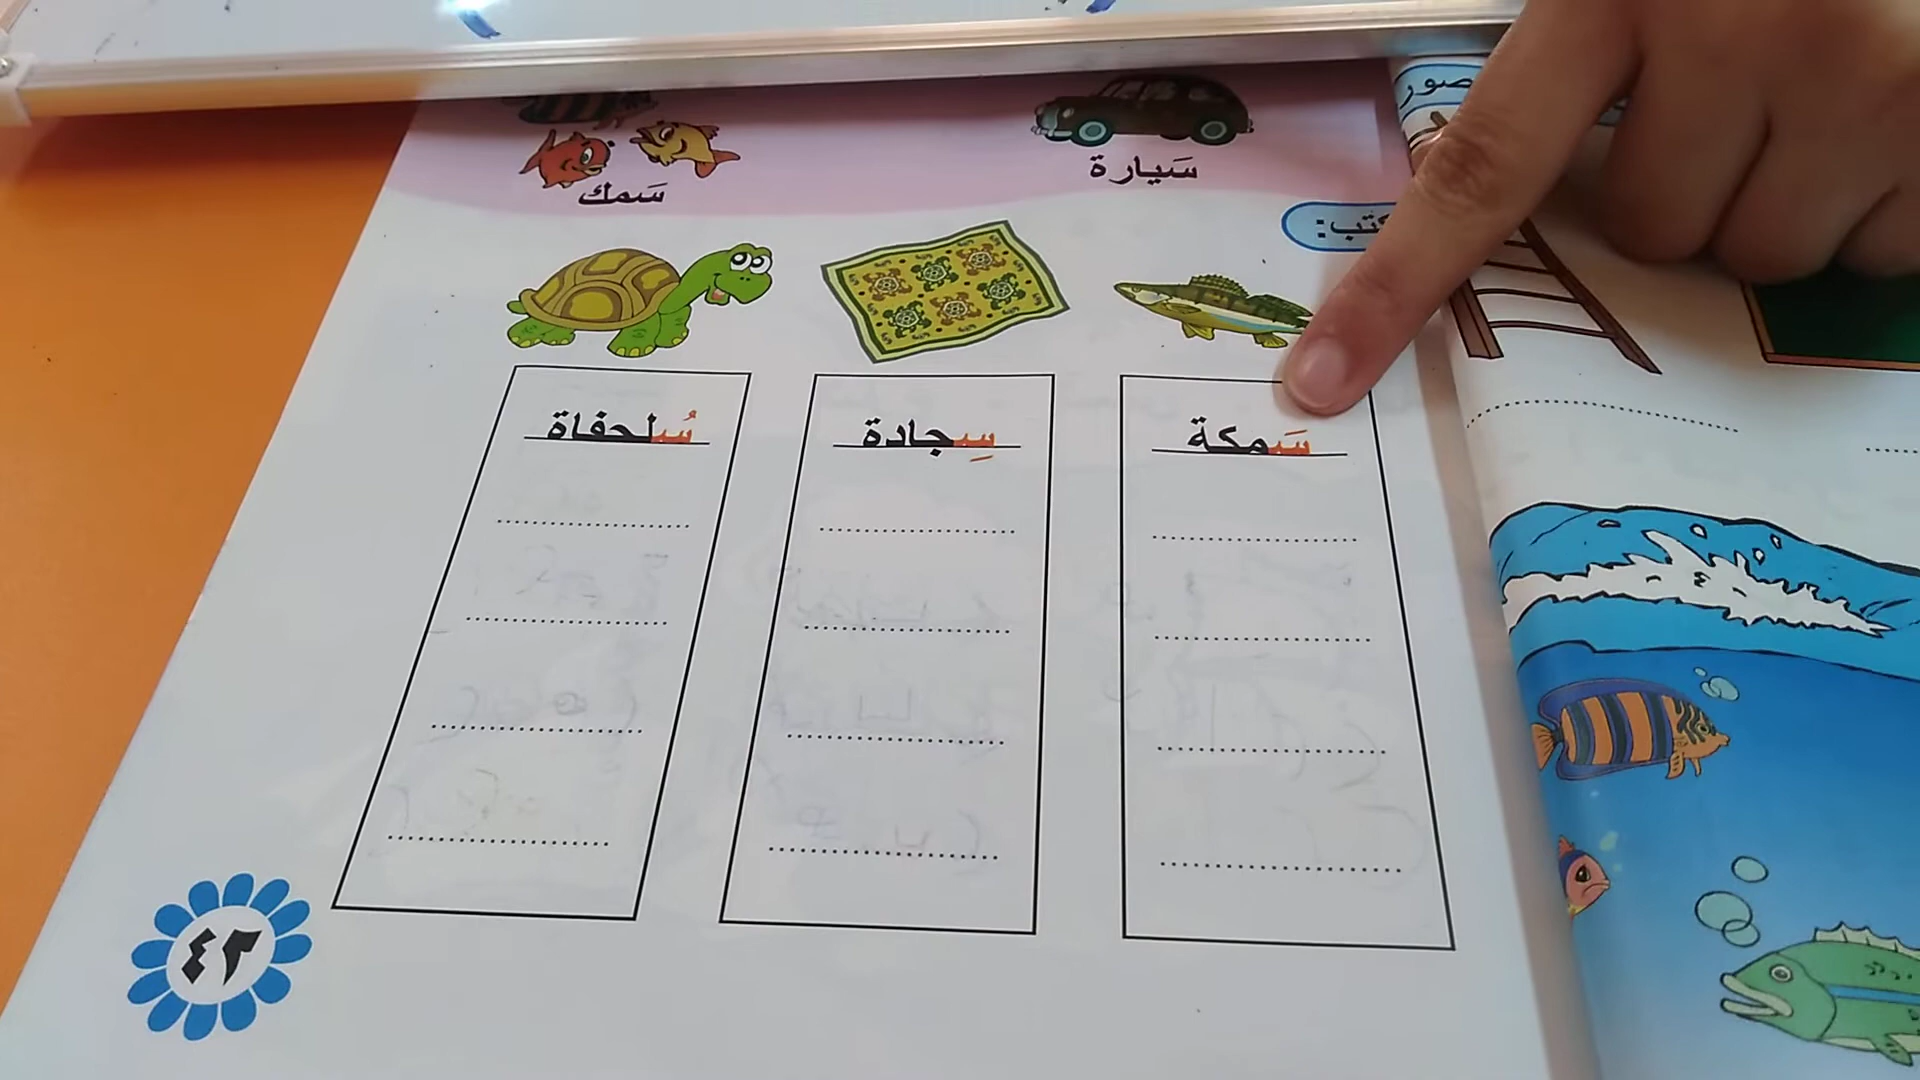 سَيارة
سَمك
سَمكة
سِجادة
سُلحفاة
٤٢